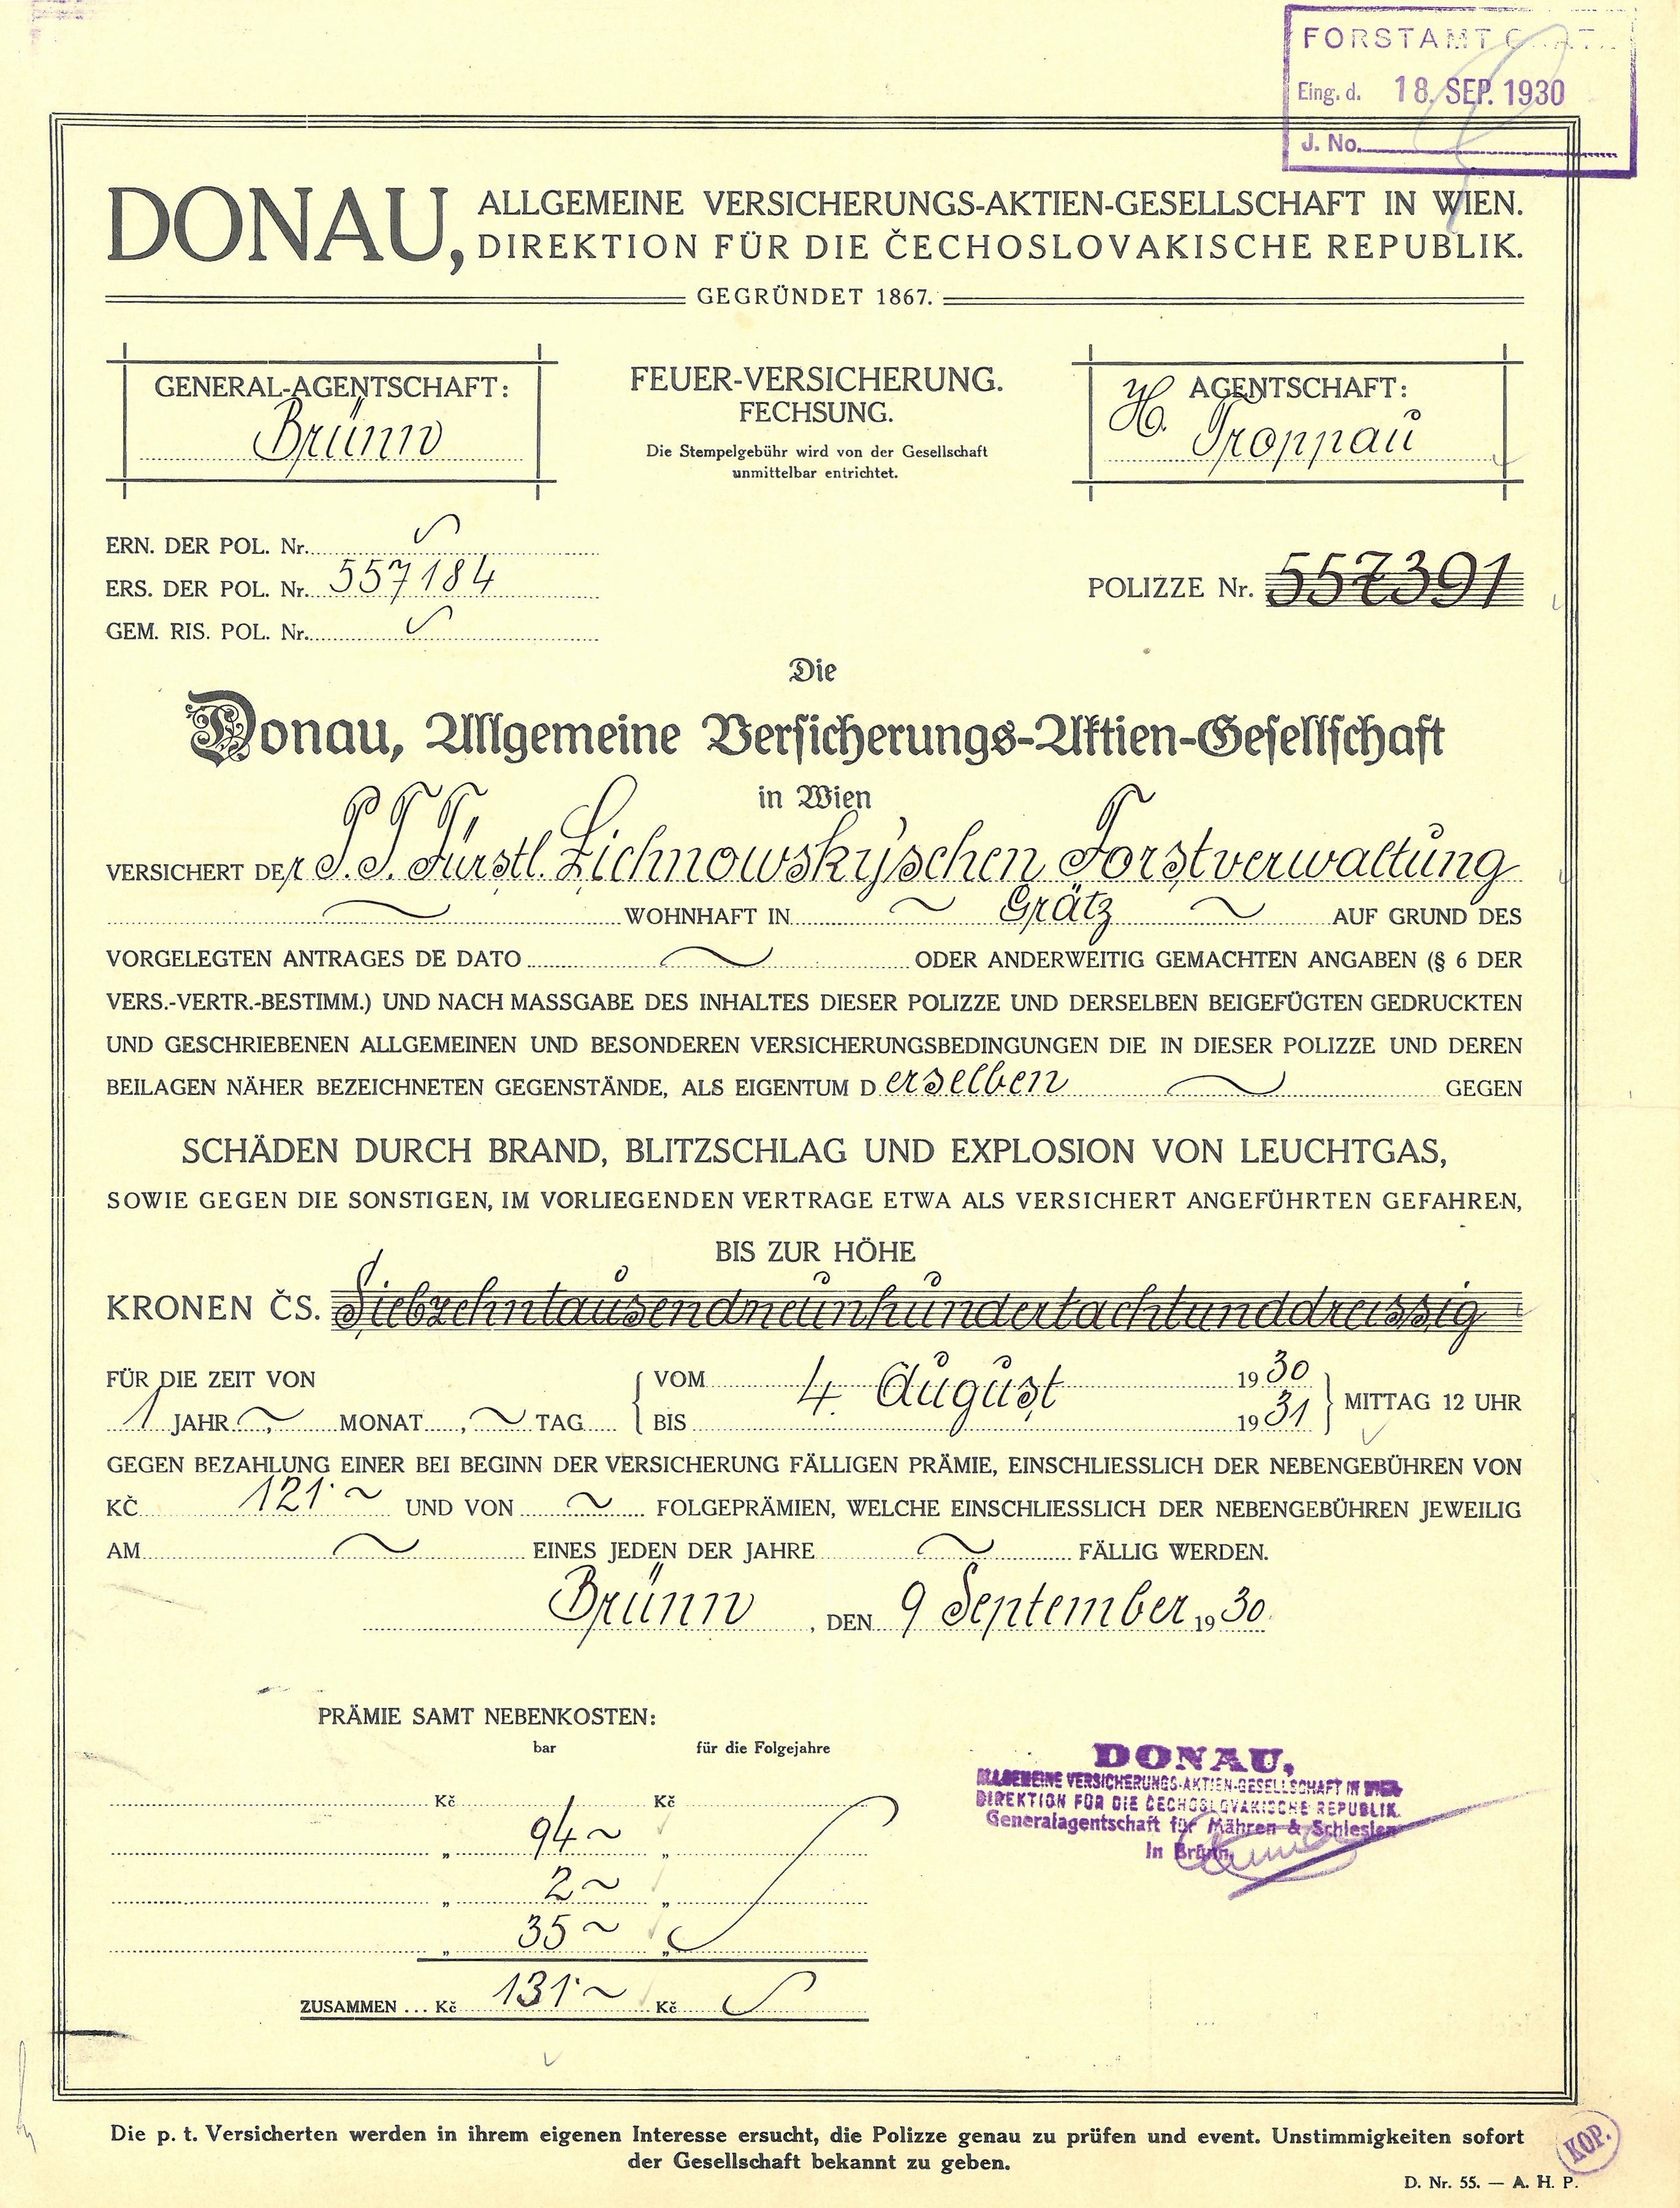 FORSTAMT
Eing. d. 18. SEP. 1930
J. No.
DONAU, ALLGEMEINE VERSICHERUNGS-AKTIEN-GESELLSCHAFT IN WIEN.
DIREKTION FÜR DIE ČECHOSLOVAKISCHE REPUBLIK.
GEGRÜNDET 1867.
GENERAL-AGENTSCHAFT:
Brünn
FEUER-VERSICHERUNG.
FECHSUNG.
Die Stempelgebühr wird von der Gesellschaft
unmittelbar entrichtet.
H. AGENTSCHAFT:
Troppau
ERN. DER POL. Nr.
ERS. DER POL. Nr. 557184
GEM. RIS. POL. Nr.
POLIZZE Nr. 557391
Die
Donau, Allgemeine Versicherungs-Aktien-Gesellschaft
in Wien
VERSICHERT DEr P. T. Fürstl. Lichnowsky'schen Forstverwaltung
~ WOHNHAFT IN ~ Grätz ~ AUF GRUND DES
VORGELEGTEN ANTRAGES DE DATO ~ ODER ANDERWEITIG GEMACHTEN ANGABEN (§ 6 DER
VERS.-VERTR.-BESTIMM.) UND NACH MASSGABE DES INHALTES DIESER POLIZZE UND DERSELBEN BEIGEFÜGTEN GEDRUCKTEN
UND GESCHRIEBENEN ALLGEMEINEN UND BESONDEREN VERSICHERUNGSBEDINGUNGEN DIE IN DIESER POLIZZE UND DEREN
BEILAGEN NÄHER BEZEICHNETEN GEGENSTÄNDE, ALS EIGENTUM Derselben ~ GEGEN
SCHÄDEN DURCH BRAND, BLITZSCHLAG UND EXPLOSION VON LEUCHTGAS,
SOWIE GEGEN DIE SONSTIGEN, IM VORLIEGENDEN VERTRAGE ETWA ALS VERSICHERT ANGEFÜHRTEN GEFAHREN,
BIS ZUR HÖHE
KRONEN ČS. Siebzehntausendneunhundertachtunddreissig
FÜR DIE ZEIT VON
1 JAHR ~, MONAT, ~ TAG
VOM 4. August 1930
BIS 1931
MITTAG 12 UHR
GEGEN BEZAHLUNG EINER BEI BEGINN DER VERSICHERUNG FÄLLIGEN PRÄMIE, EINSCHLIESSLICH DER NEBENGEBÜHREN VON
KČ 121·~ UND VON ~ FOLGEPRÄMIEN, WELCHE EINSCHLIESSLICH DER NEBENGEBÜHREN JEWEILIG
AM ~ EINES JEDEN DER JAHRE ~ FÄLLIG WERDEN.
Brünn, DEN 9 September 1930.
PRÄMIE SAMT NEBENKOSTEN:
bar für die Folgejahre
Kč Kč
„ 94 ~ „
„ 2 ~ „
„ 35 ~ „
ZUSAMMEN ... Kč 131·~ Kč
DONAU,
ALLGEMEINE VERSICHERUNGS-AKTIEN-GESELLSCHAFT IN WIEN
DIREKTION FÜR DIE ČECHOSLOVAKISCHE REPUBLIK.
Generalagentschaft für Mähren & Schlesien
in Brünn.
Die p. t. Versicherten werden in ihrem eigenen Interesse ersucht, die Polizze genau zu prüfen und event. Unstimmigkeiten sofort
der Gesellschaft bekannt zu geben.
KOP.
D. Nr. 55. — A. H. P.